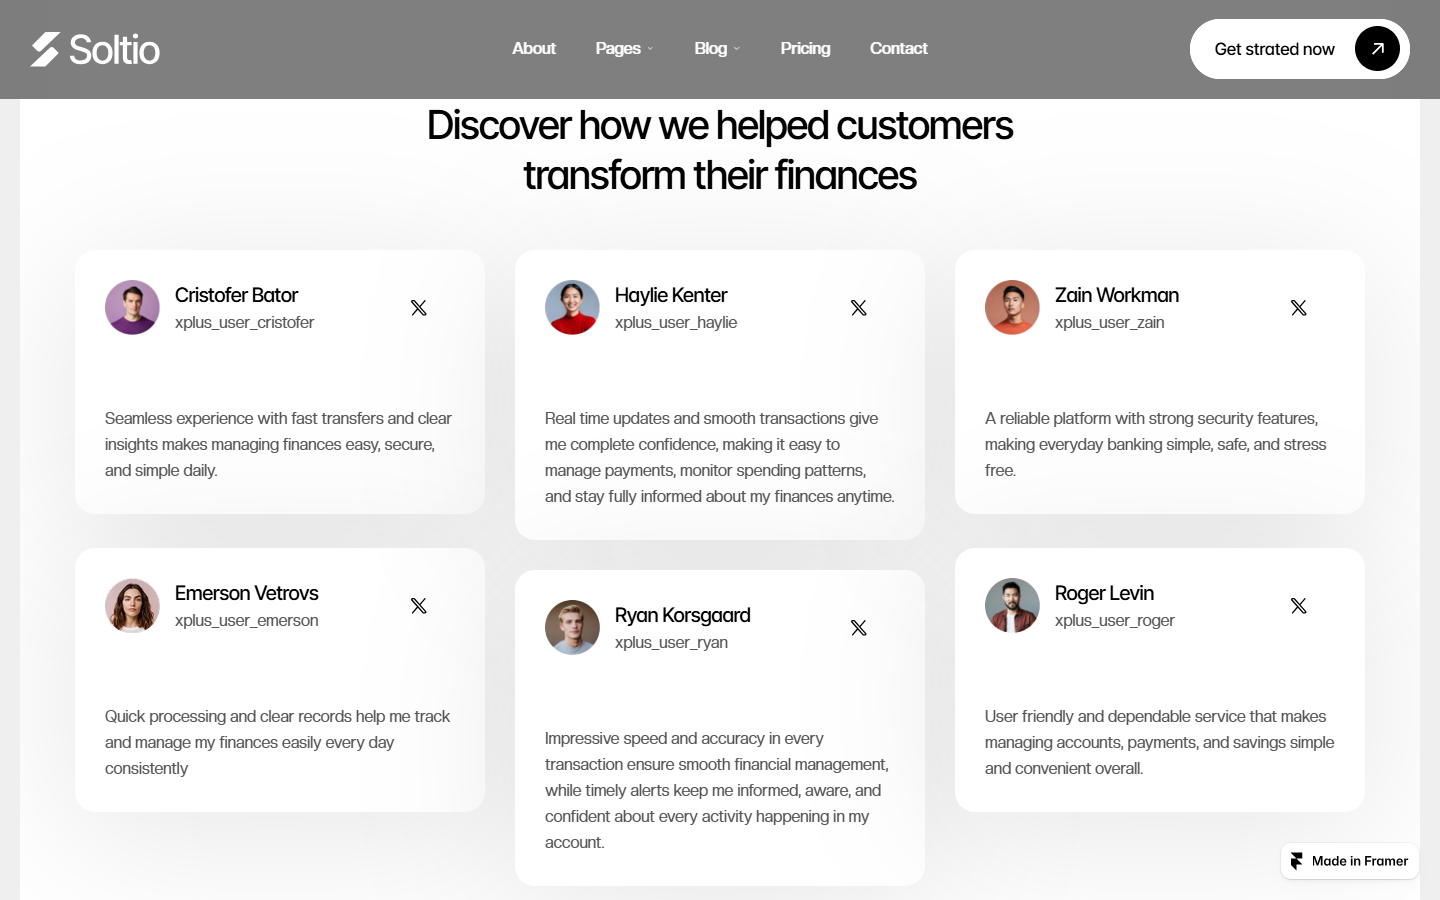 Soltio
About
Pages
Blog
Pricing
Contact
Get strated now
Discover how we helped customers
transform their finances
Cristofer Bator
xplus_user_cristofer
Seamless experience with fast transfers and clear
insights makes managing finances easy, secure,
and simple daily.
Haylie Kenter
xplus_user_haylie
Real time updates and smooth transactions give
me complete confidence, making it easy to
manage payments, monitor spending patterns,
and stay fully informed about my finances anytime.
Zain Workman
xplus_user_zain
A reliable platform with strong security features,
making everyday banking simple, safe, and stress
free.
Emerson Vetrovs
xplus_user_emerson
Quick processing and clear records help me track
and manage my finances easily every day
consistently
Ryan Korsgaard
xplus_user_ryan
Impressive speed and accuracy in every
transaction ensure smooth financial management,
while timely alerts keep me informed, aware, and
confident about every activity happening in my
account.
Roger Levin
xplus_user_roger
User friendly and dependable service that makes
managing accounts, payments, and savings simple
and convenient overall.
Made in Framer